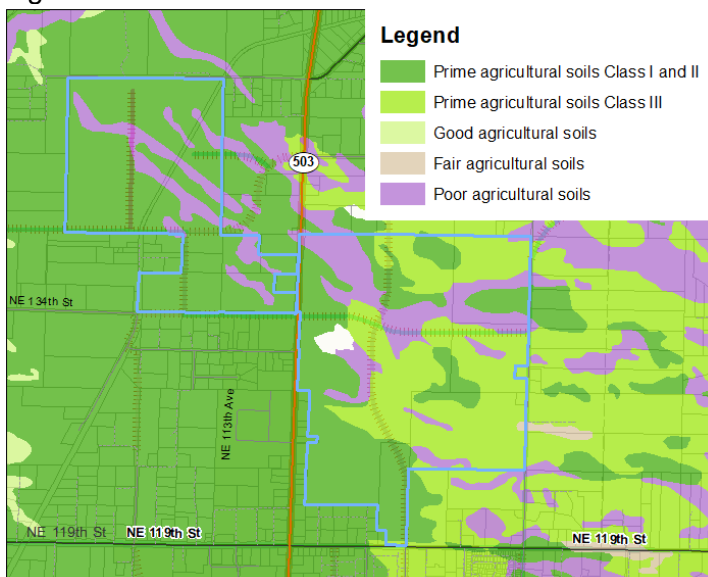 Legend
Prime agricultural soils Class I and II
Prime agricultural soils Class III
Good agricultural soils
Fair agricultural soils
Poor agricultural soils
503
NE 134th St
NE 113th Ave
NE 119th St
NE 119th St
NE 119th St